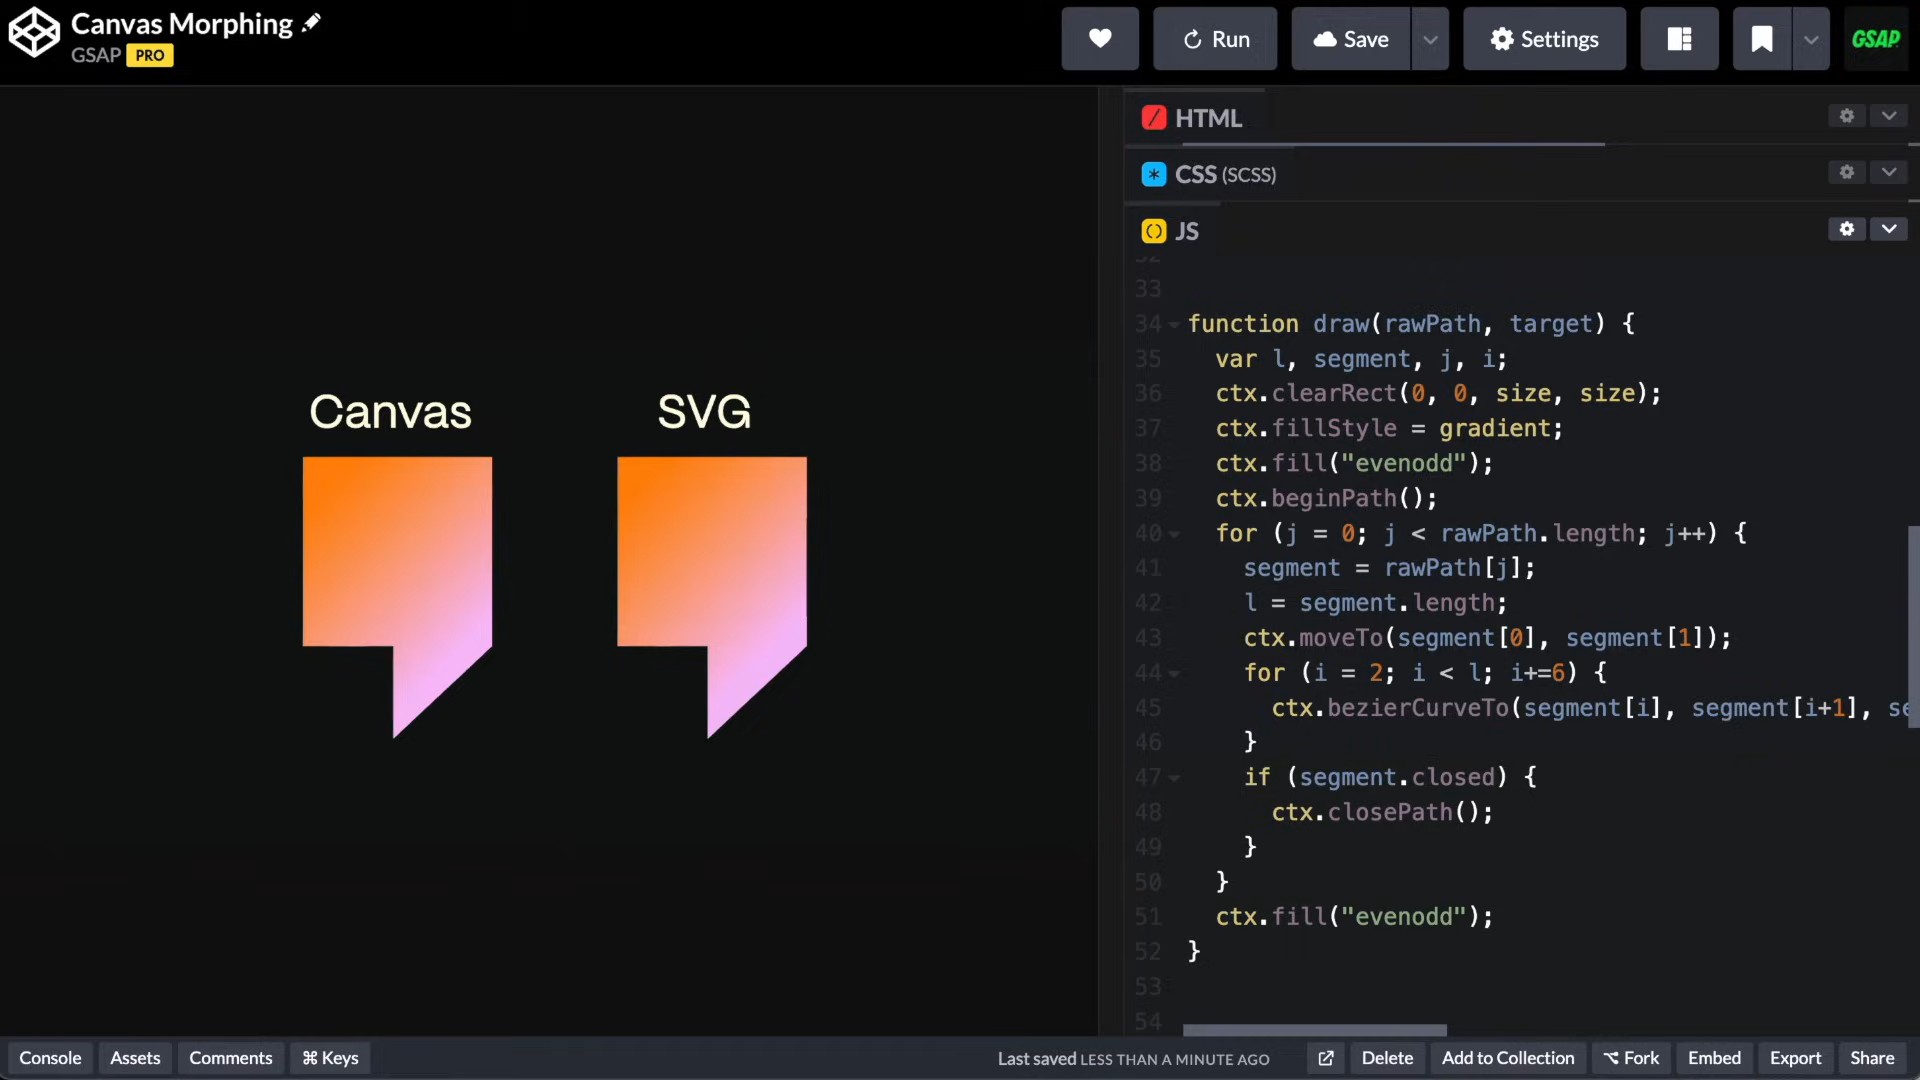 Canvas Morphing
GSAP PRO
Run
Save
Settings
GSAP
HTML
CSS (SCSS)
JS
Canvas
SVG
32
33
34 function draw(rawPath, target) {
35 var l, segment, j, i;
36 ctx.clearRect(0, 0, size, size);
37 ctx.fillStyle = gradient;
38 ctx.fill("evenodd");
39 ctx.beginPath();
40 for (j = 0; j < rawPath.length; j++) {
41 segment = rawPath[j];
42 l = segment.length;
43 ctx.moveTo(segment[0], segment[1]);
44 for (i = 2; i < l; i+=6) {
45 ctx.bezierCurveTo(segment[i], segment[i+1], se
46 }
47 if (segment.closed) {
48 ctx.closePath();
49 }
50 }
51 ctx.fill("evenodd");
52 }
53
54
Console
Assets
Comments
⌘ Keys
Last saved LESS THAN A MINUTE AGO
Delete
Add to Collection
⌥ Fork
Embed
Export
Share